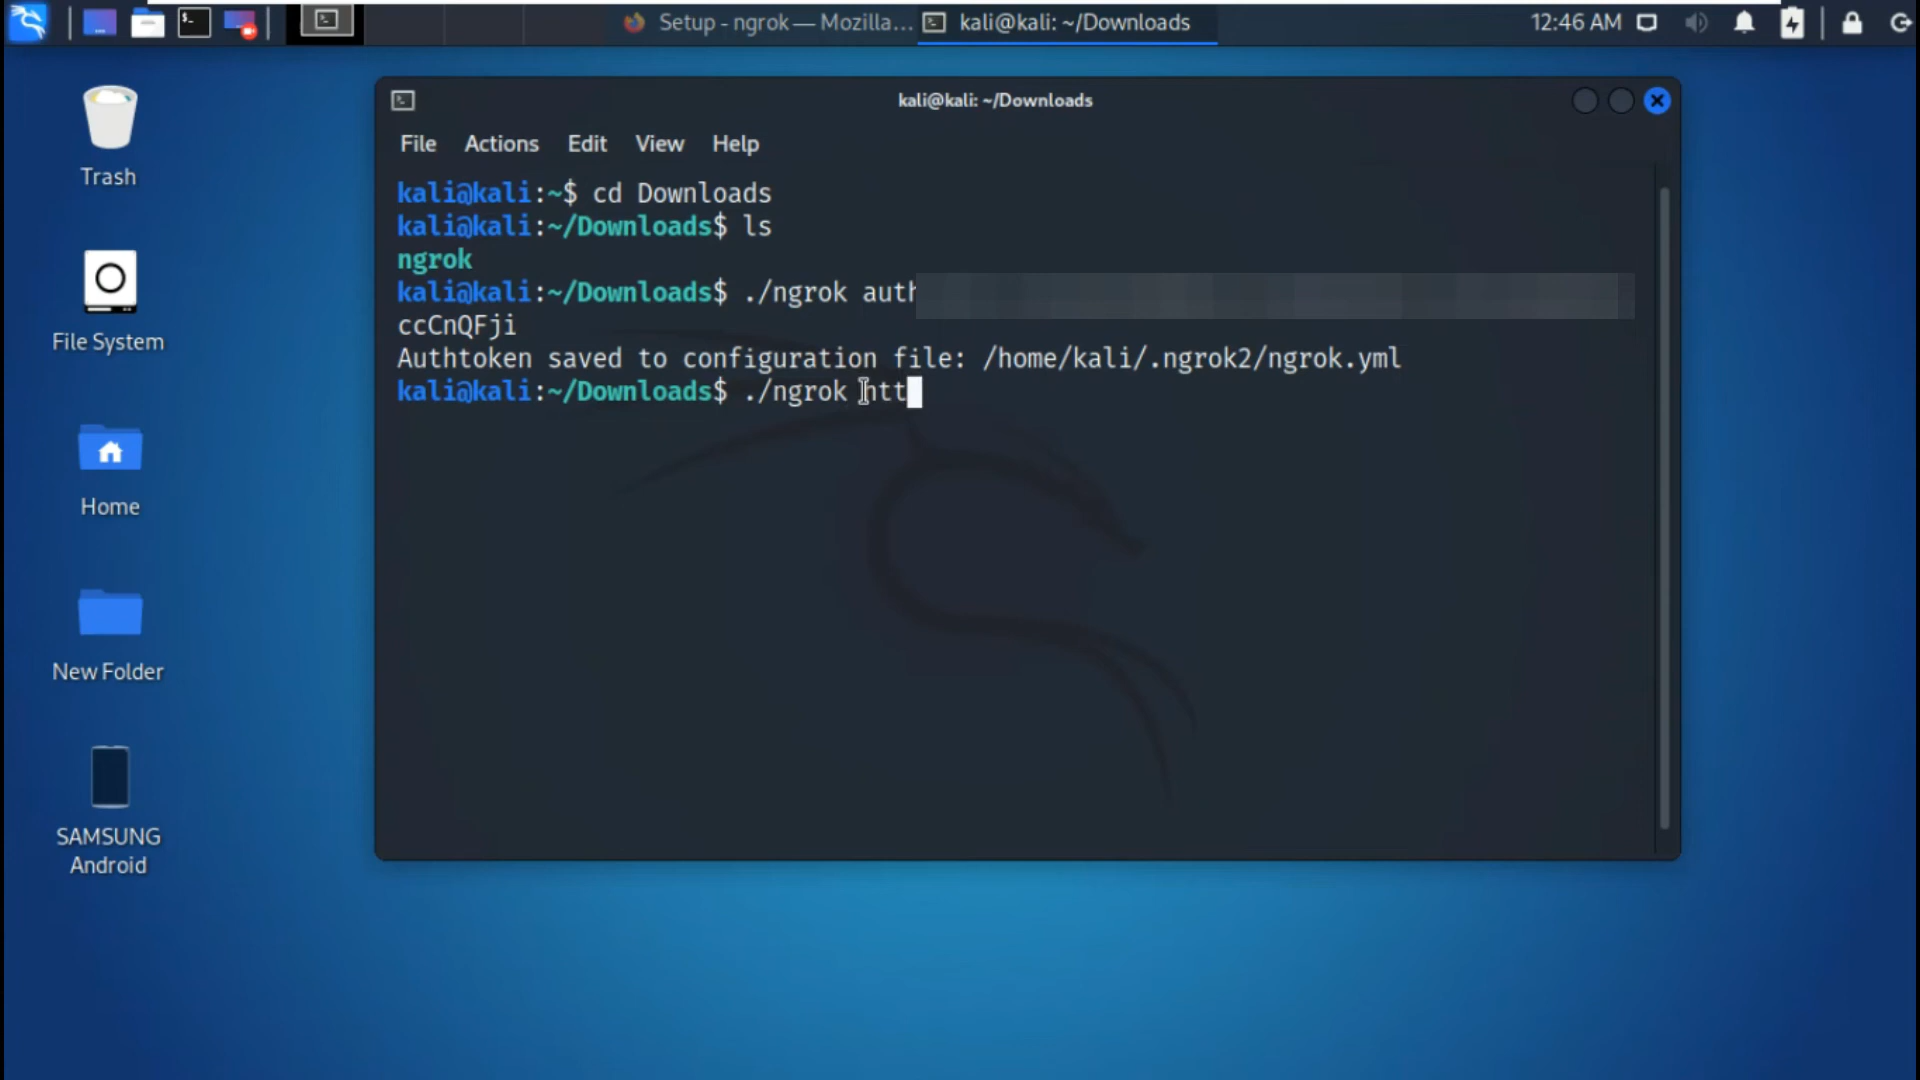 Setup - ngrok — Mozilla...
kali@kali: ~/Downloads
12:46 AM
kali@kali: ~/Downloads
File Actions Edit View Help
kali@kali:~$ cd Downloads
kali@kali:~/Downloads$ ls
ngrok
kali@kali:~/Downloads$ ./ngrok auth
ccCnQFji
Authtoken saved to configuration file: /home/kali/.ngrok2/ngrok.yml
kali@kali:~/Downloads$ ./ngrok htt
Trash
File System
Home
New Folder
SAMSUNG
Android